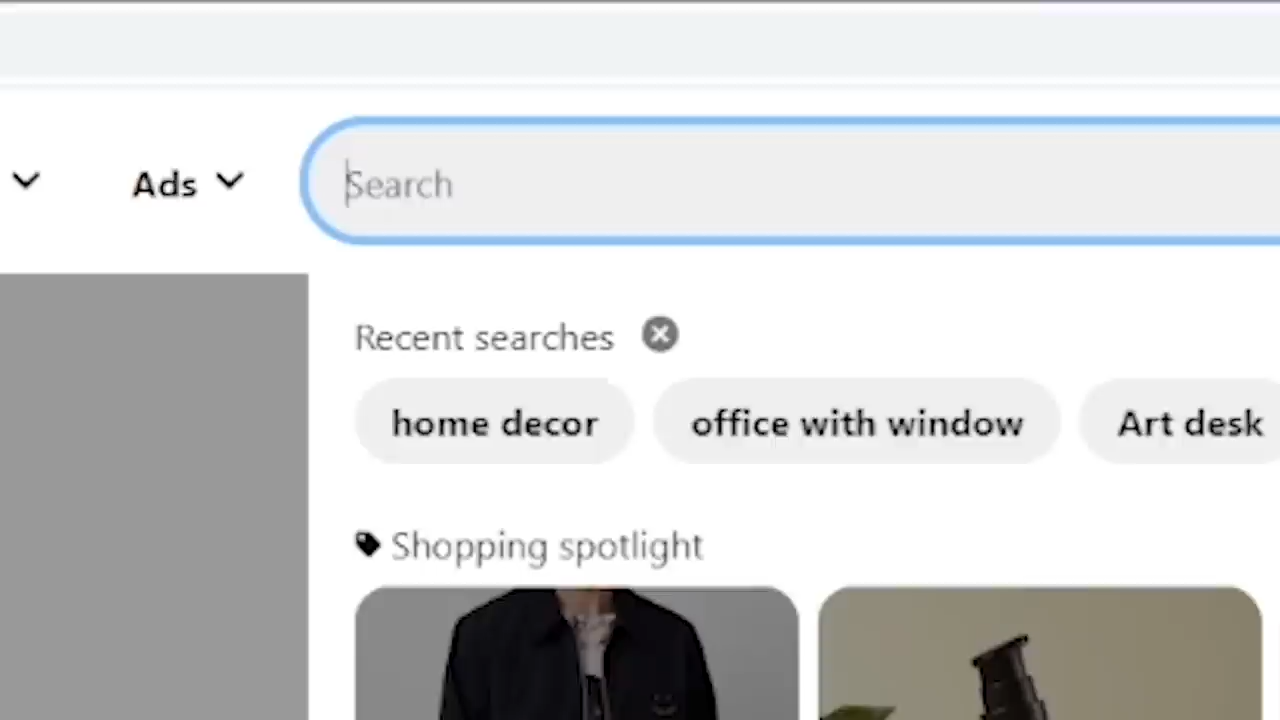 Ads
Search
Recent searches
home decor
office with window
Art desk
Shopping spotlight